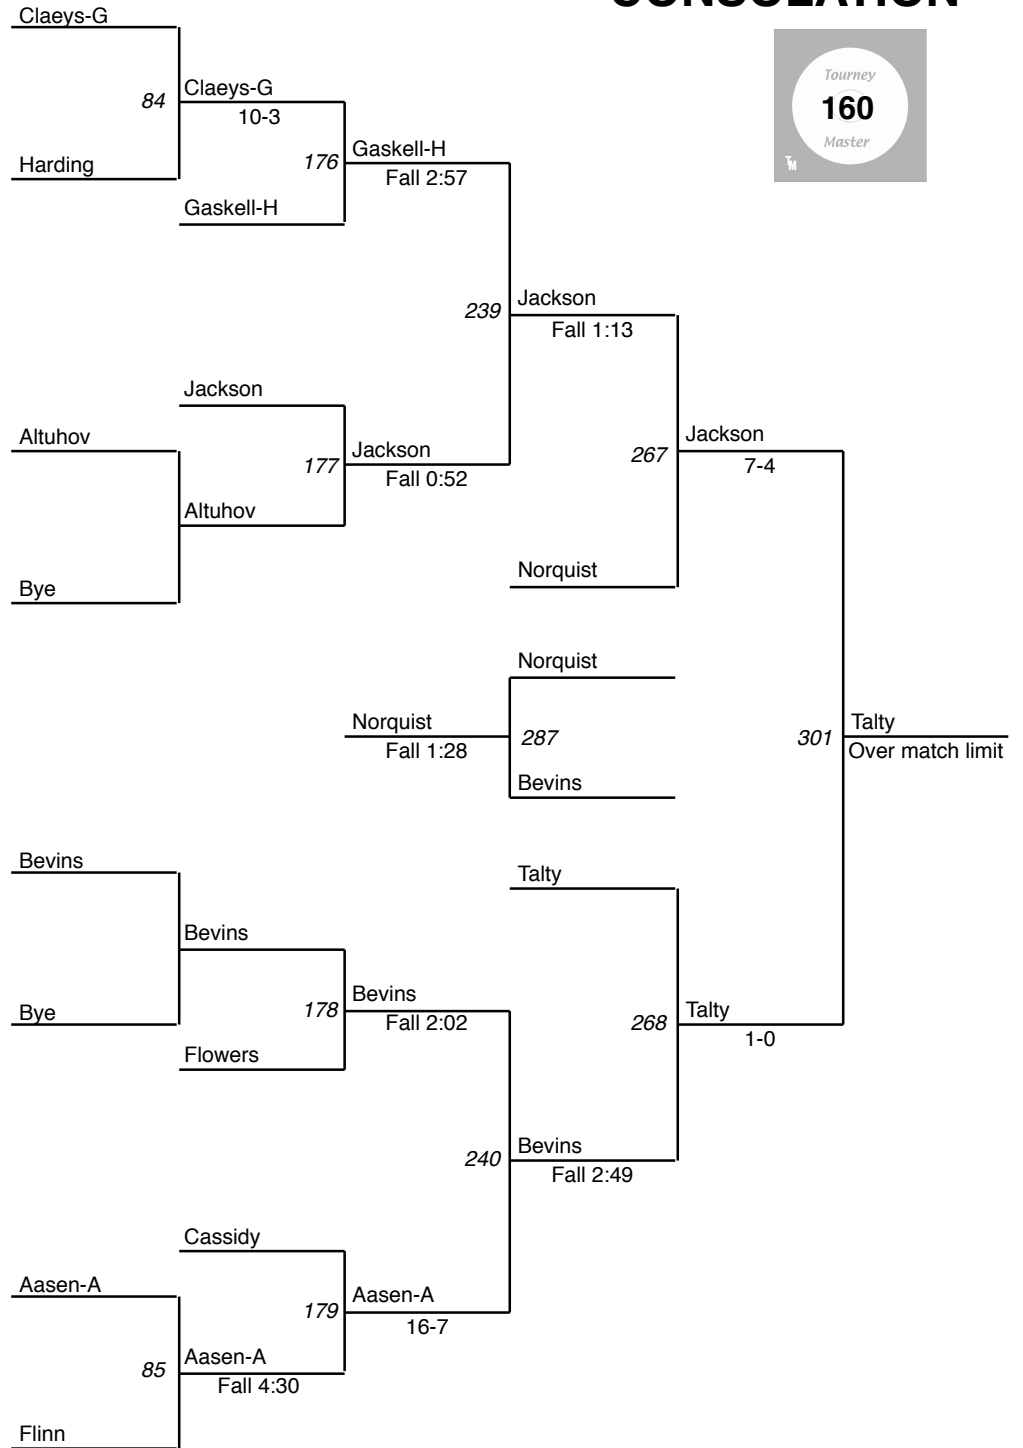 CONSOLATION
Tourney
160
Master
TM
Claeys-G
84
Claeys-G
10-3
Harding
176
Gaskell-H
Fall 2:57
Gaskell-H
239
Jackson
Fall 1:13
Jackson
Altuhov
177
Jackson
Fall 0:52
267
Jackson
7-4
Altuhov
Norquist
Bye
Norquist
Norquist
Fall 1:28
287
301
Talty
Over match limit
Bevins
Bevins
Talty
Bevins
178
Bevins
Fall 2:02
268
Talty
1-0
Bye
Flowers
240
Bevins
Fall 2:49
Cassidy
Aasen-A
179
Aasen-A
16-7
85
Aasen-A
Fall 4:30
Flinn